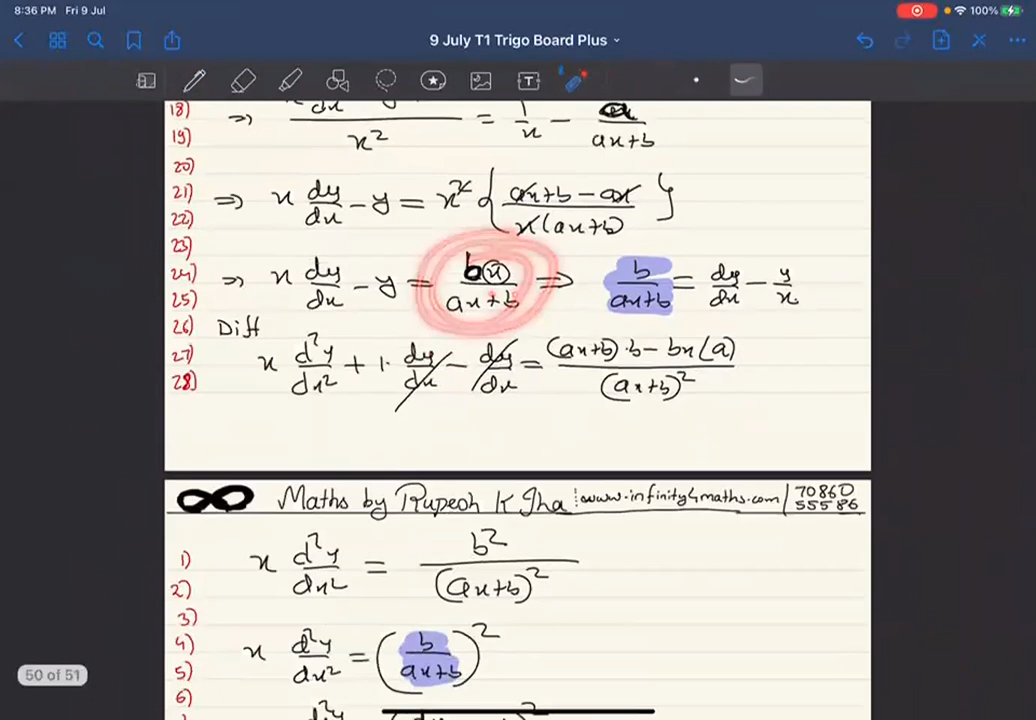 8:36 PM Fri 9 Jul
100%
9 July T1 Trigo Board Plus
18) ⇒ / x² = 1/x − a/(ax+b)
19)
20)
21) ⇒ x dy/dx − y = x² { (ax+b − ax)/(x(ax+b)) }
22)
23)
24) ⇒ x dy/dx − y = bx/(ax+b) ⇒ b/(ax+b) = dy/dx − y/x
25)
26) Diff
27) x d²y/dx² + 1· dy/dx − dy/dx = ((ax+b)·b − bx(a))/(ax+b)²
28)
∞ Maths by Rupesh K Jha www.infinity4maths.com / 70860 55586
1) x d²y/dx² = b²/(ax+b)²
2)
3)
4) x d²y/dx² = (b/(ax+b))²
5)
6)
50 of 51